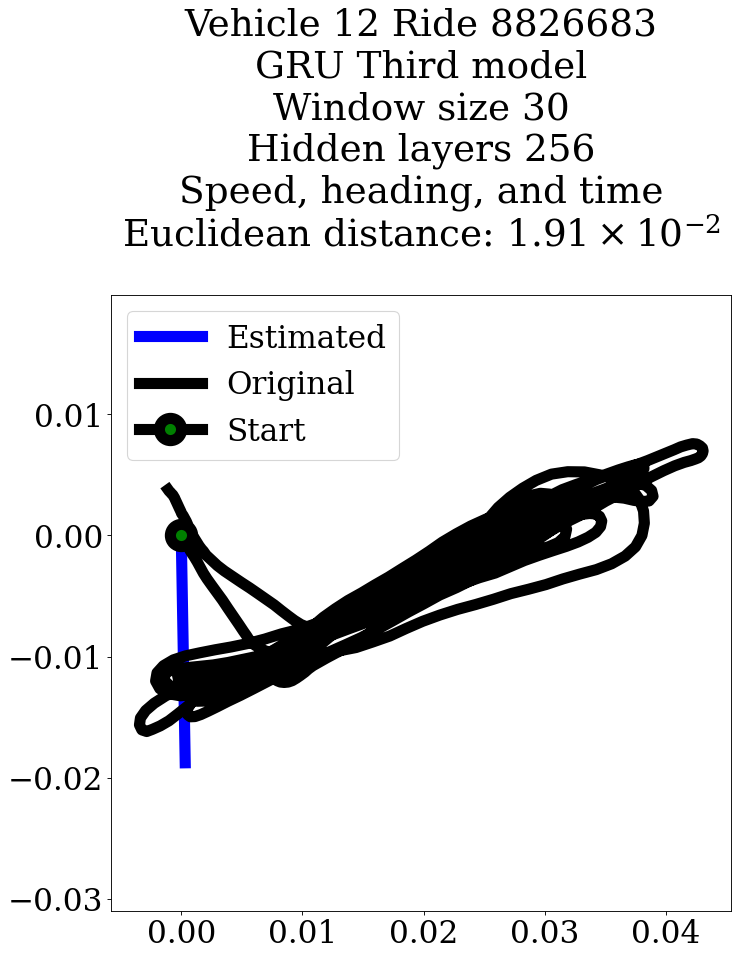 Vehicle 12 Ride 8826683
GRU Third model
Window size 30
Hidden layers 256
Speed, heading, and time
Euclidean distance: 1.91 × 10⁻²
Estimated
Original
Start
0.01
0.00
−0.01
−0.02
−0.03
0.00 0.01 0.02 0.03 0.04